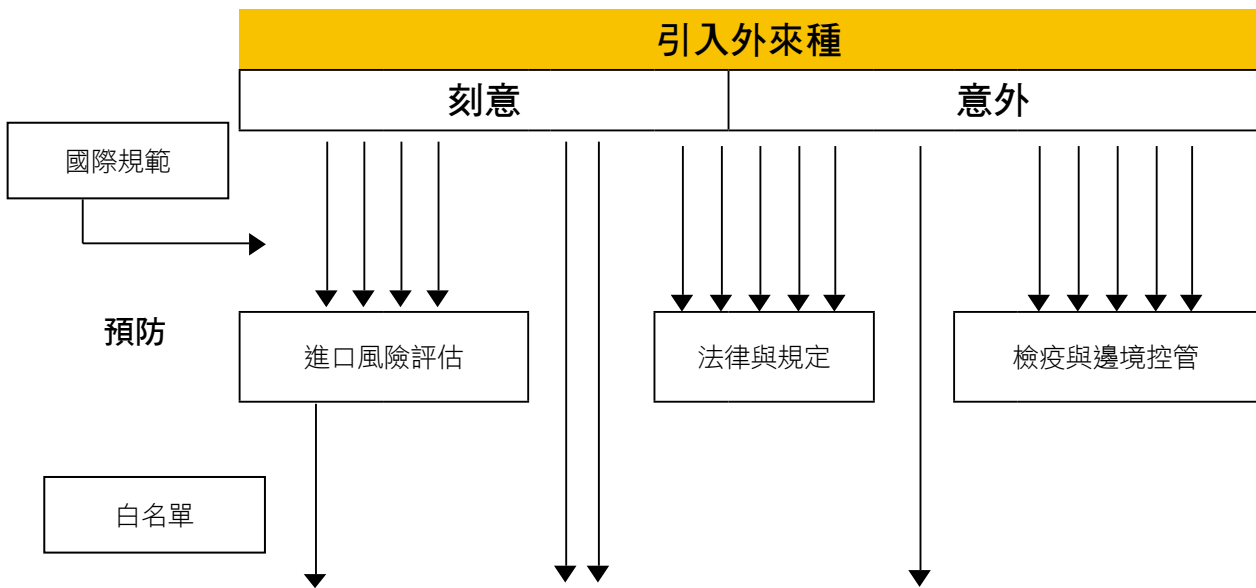 引入外來種
刻意
意外
國際規範
預防
進口風險評估
法律與規定
檢疫與邊境控管
白名單